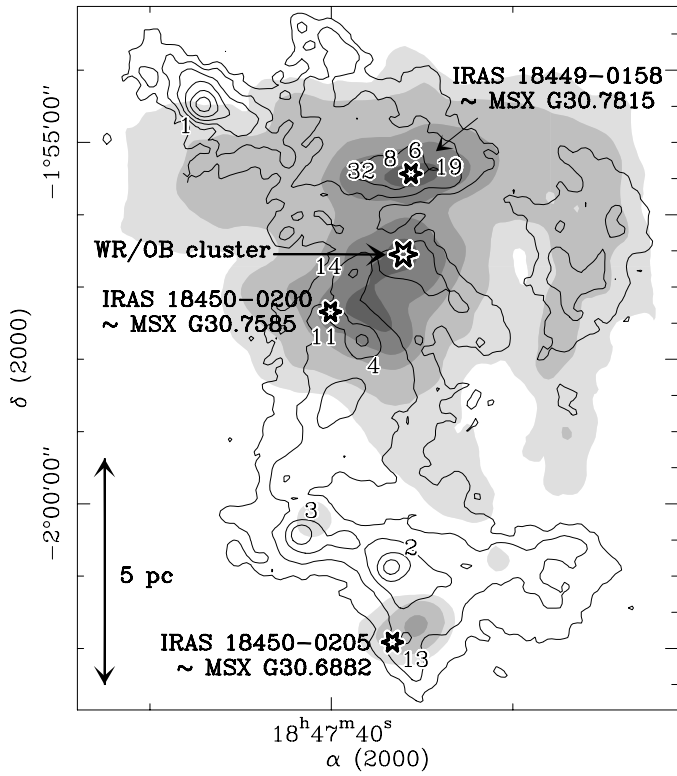 IRAS 18449-0158
~ MSX G30.7815
-1°55'00"
1
6
8
32
19
WR/OB cluster
14
IRAS 18450-0200
~ MSX G30.7585
11
4
δ (2000)
-2°00'00"
3
2
5 pc
IRAS 18450-0205
~ MSX G30.6882
13
18ʰ47ᵐ40ˢ
α (2000)